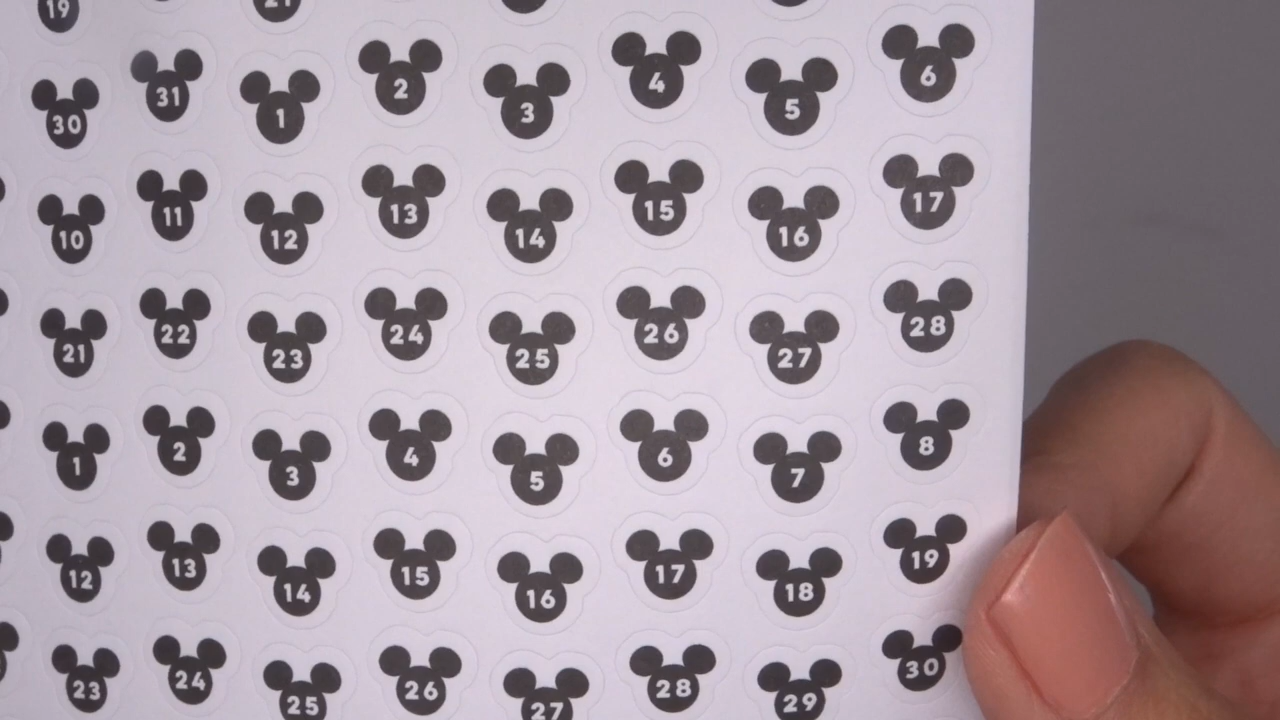 19 21
30 31 1 2 3 4 5 6
10 11 12 13 14 15 16 17
21 22 23 24 25 26 27 28
1 2 3 4 5 6 7 8
12 13 14 15 16 17 18 19
23 24 25 26 27 28 29 30